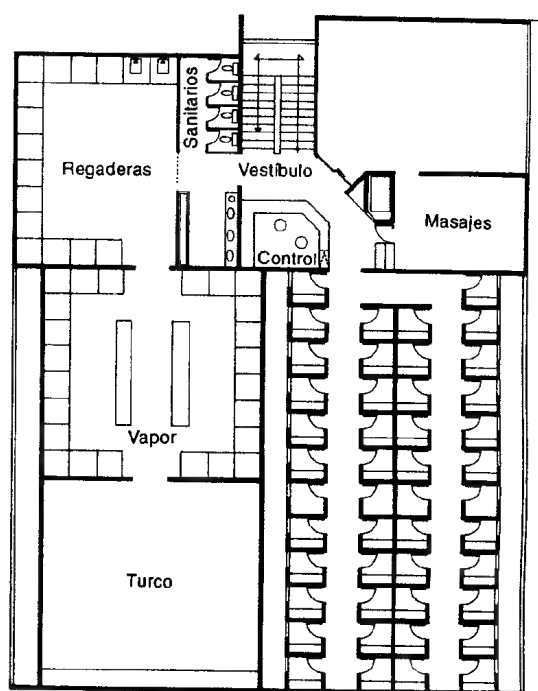 Sanitarios
Regaderas
Vestíbulo
Masajes
Control
Vapor
Turco